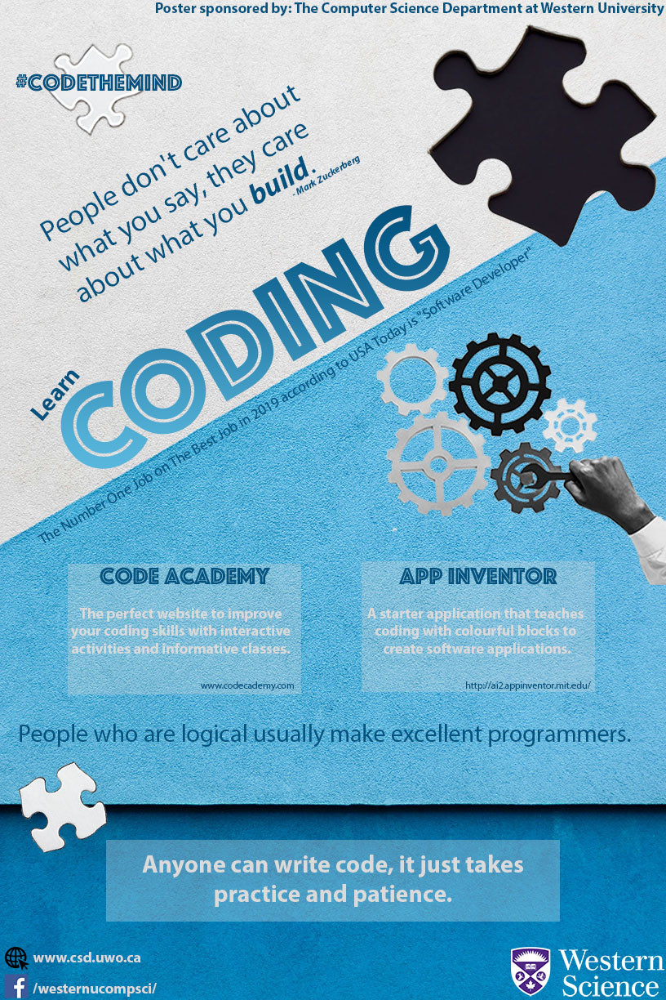 Poster sponsored by: The Computer Science Department at Western University
#CODETHEMIND
People don't care about
what you say, they care
about what you build.
- Mark Zuckerberg
Learn
CODING
The Number One Job on The Best Job in 2019 according to USA Today is "Software Developer"
CODE ACADEMY
The perfect website to improve
your coding skills with interactive
activities and informative classes.
www.codecademy.com
APP INVENTOR
A starter application that teaches
coding with colourful blocks to
create software applications.
http://ai2.appinventor.mit.edu/
People who are logical usually make excellent programmers.
Anyone can write code, it just takes
practice and patience.
www.csd.uwo.ca
f /westernucompsci/
Western
Science